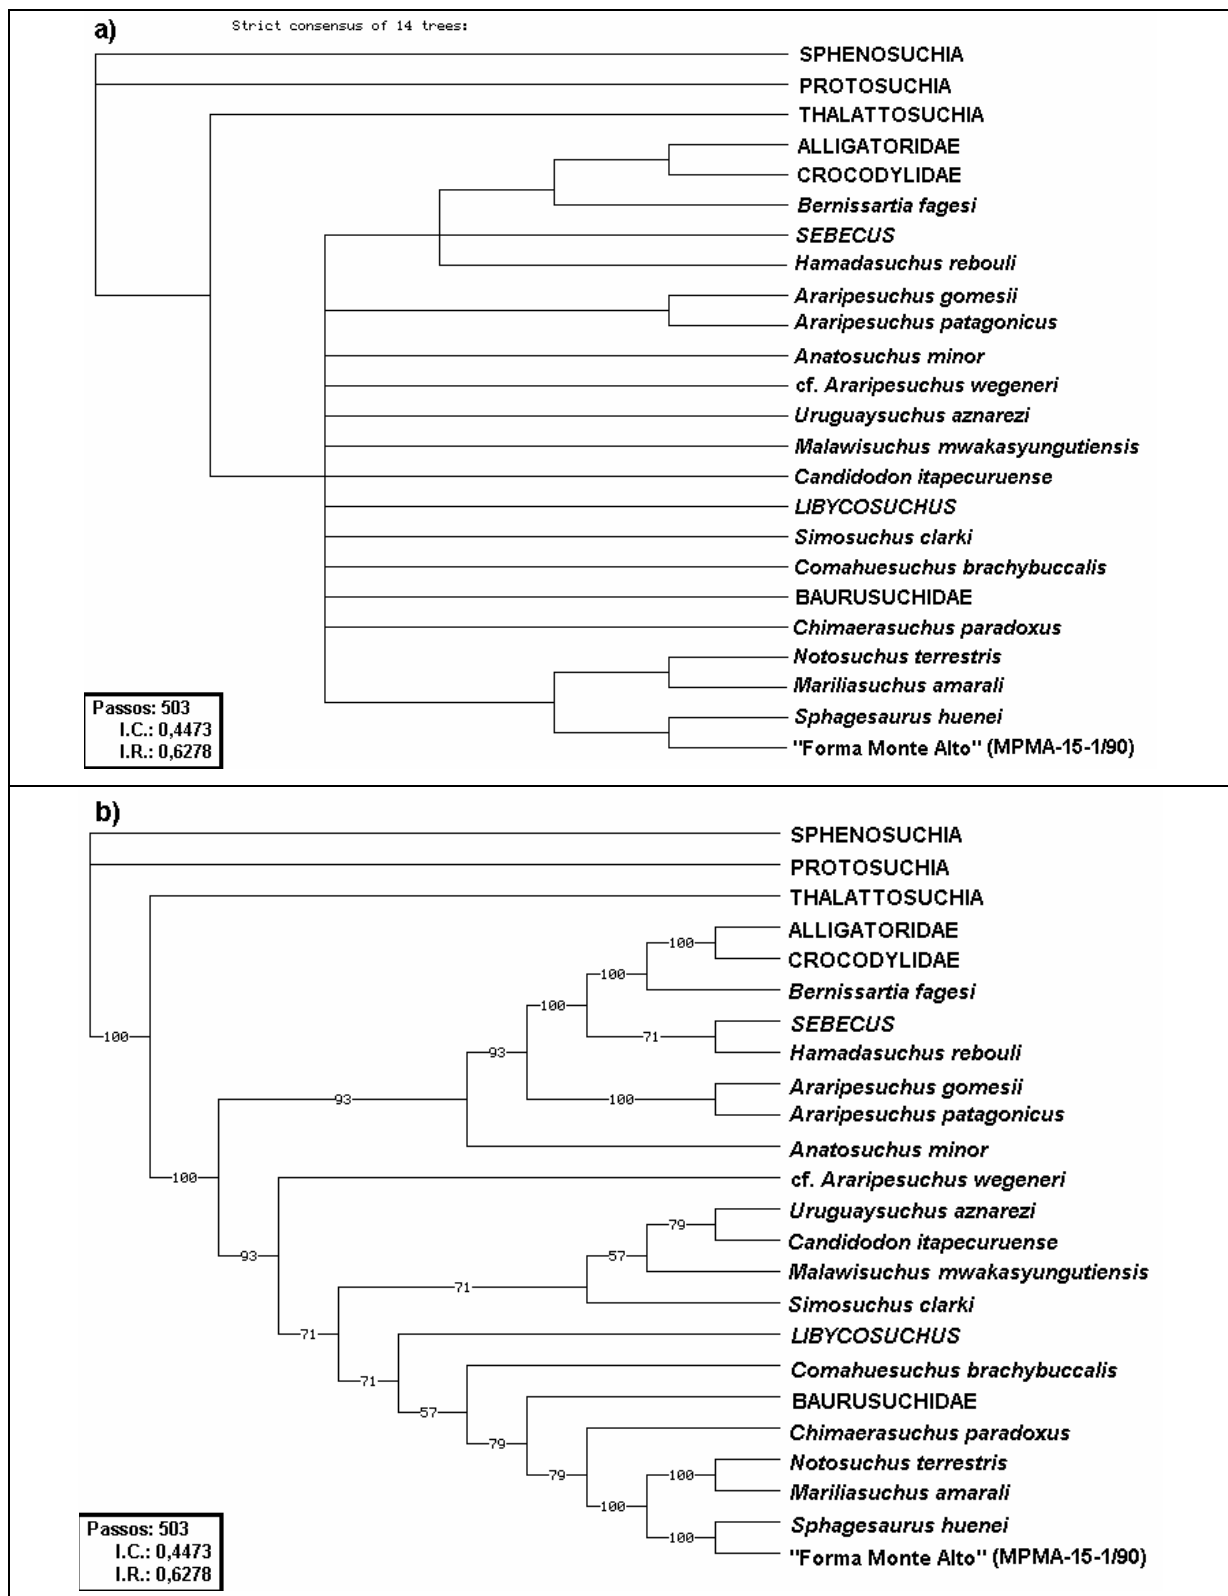 a)
Strict consensus of 14 trees:
SPHENOSUCHIA
PROTOSUCHIA
THALATTOSUCHIA
ALLIGATORIDAE
CROCODYLIDAE
Bernissartia fagesi
SEBECUS
Hamadasuchus rebouli
Araripesuchus gomesii
Araripesuchus patagonicus
Anatosuchus minor
cf. Araripesuchus wegeneri
Uruguaysuchus aznarezi
Malawisuchus mwakasyungutiensis
Candidodon itapecuruense
LIBYCOSUCHUS
Simosuchus clarki
Comahuesuchus brachybuccalis
BAURUSUCHIDAE
Chimaerasuchus paradoxus
Notosuchus terrestris
Mariliasuchus amarali
Sphagesaurus huenei
"Forma Monte Alto" (MPMA-15-1/90)
Passos: 503
I.C.: 0,4473
I.R.: 0,6278
b)
SPHENOSUCHIA
PROTOSUCHIA
THALATTOSUCHIA
ALLIGATORIDAE
100
CROCODYLIDAE
100
Bernissartia fagesi
100
SEBECUS
71
100
Hamadasuchus rebouli
93
Araripesuchus gomesii
93
100
Araripesuchus patagonicus
Anatosuchus minor
100
cf. Araripesuchus wegeneri
Uruguaysuchus aznarezi
79
Candidodon itapecuruense
93
57
Malawisuchus mwakasyungutiensis
71
Simosuchus clarki
71
LIBYCOSUCHUS
Comahuesuchus brachybuccalis
71
BAURUSUCHIDAE
57
Chimaerasuchus paradoxus
79
Notosuchus terrestris
79
100
Mariliasuchus amarali
100
Sphagesaurus huenei
100
"Forma Monte Alto" (MPMA-15-1/90)
Passos: 503
I.C.: 0,4473
I.R.: 0,6278